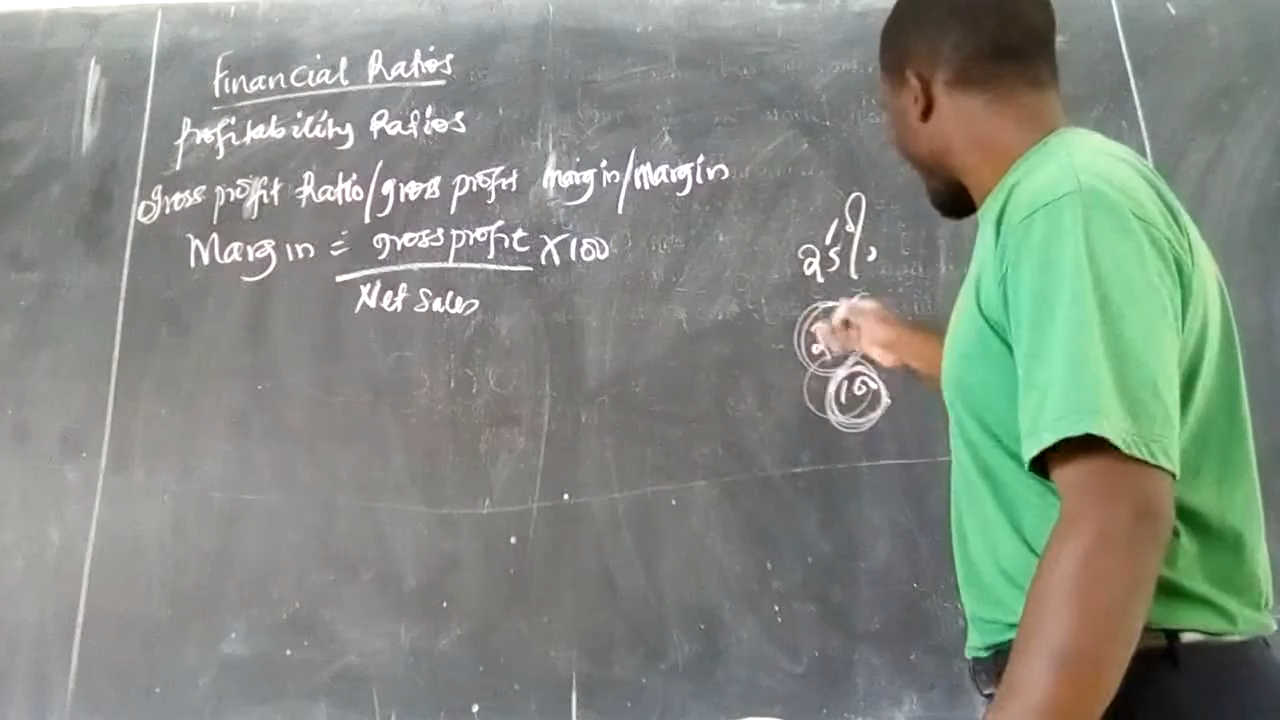 Financial Ratios
Profitability Ratios
Gross profit Ratio/gross profit margin/margin
Margin = gross profit X100
Net Sales
25%